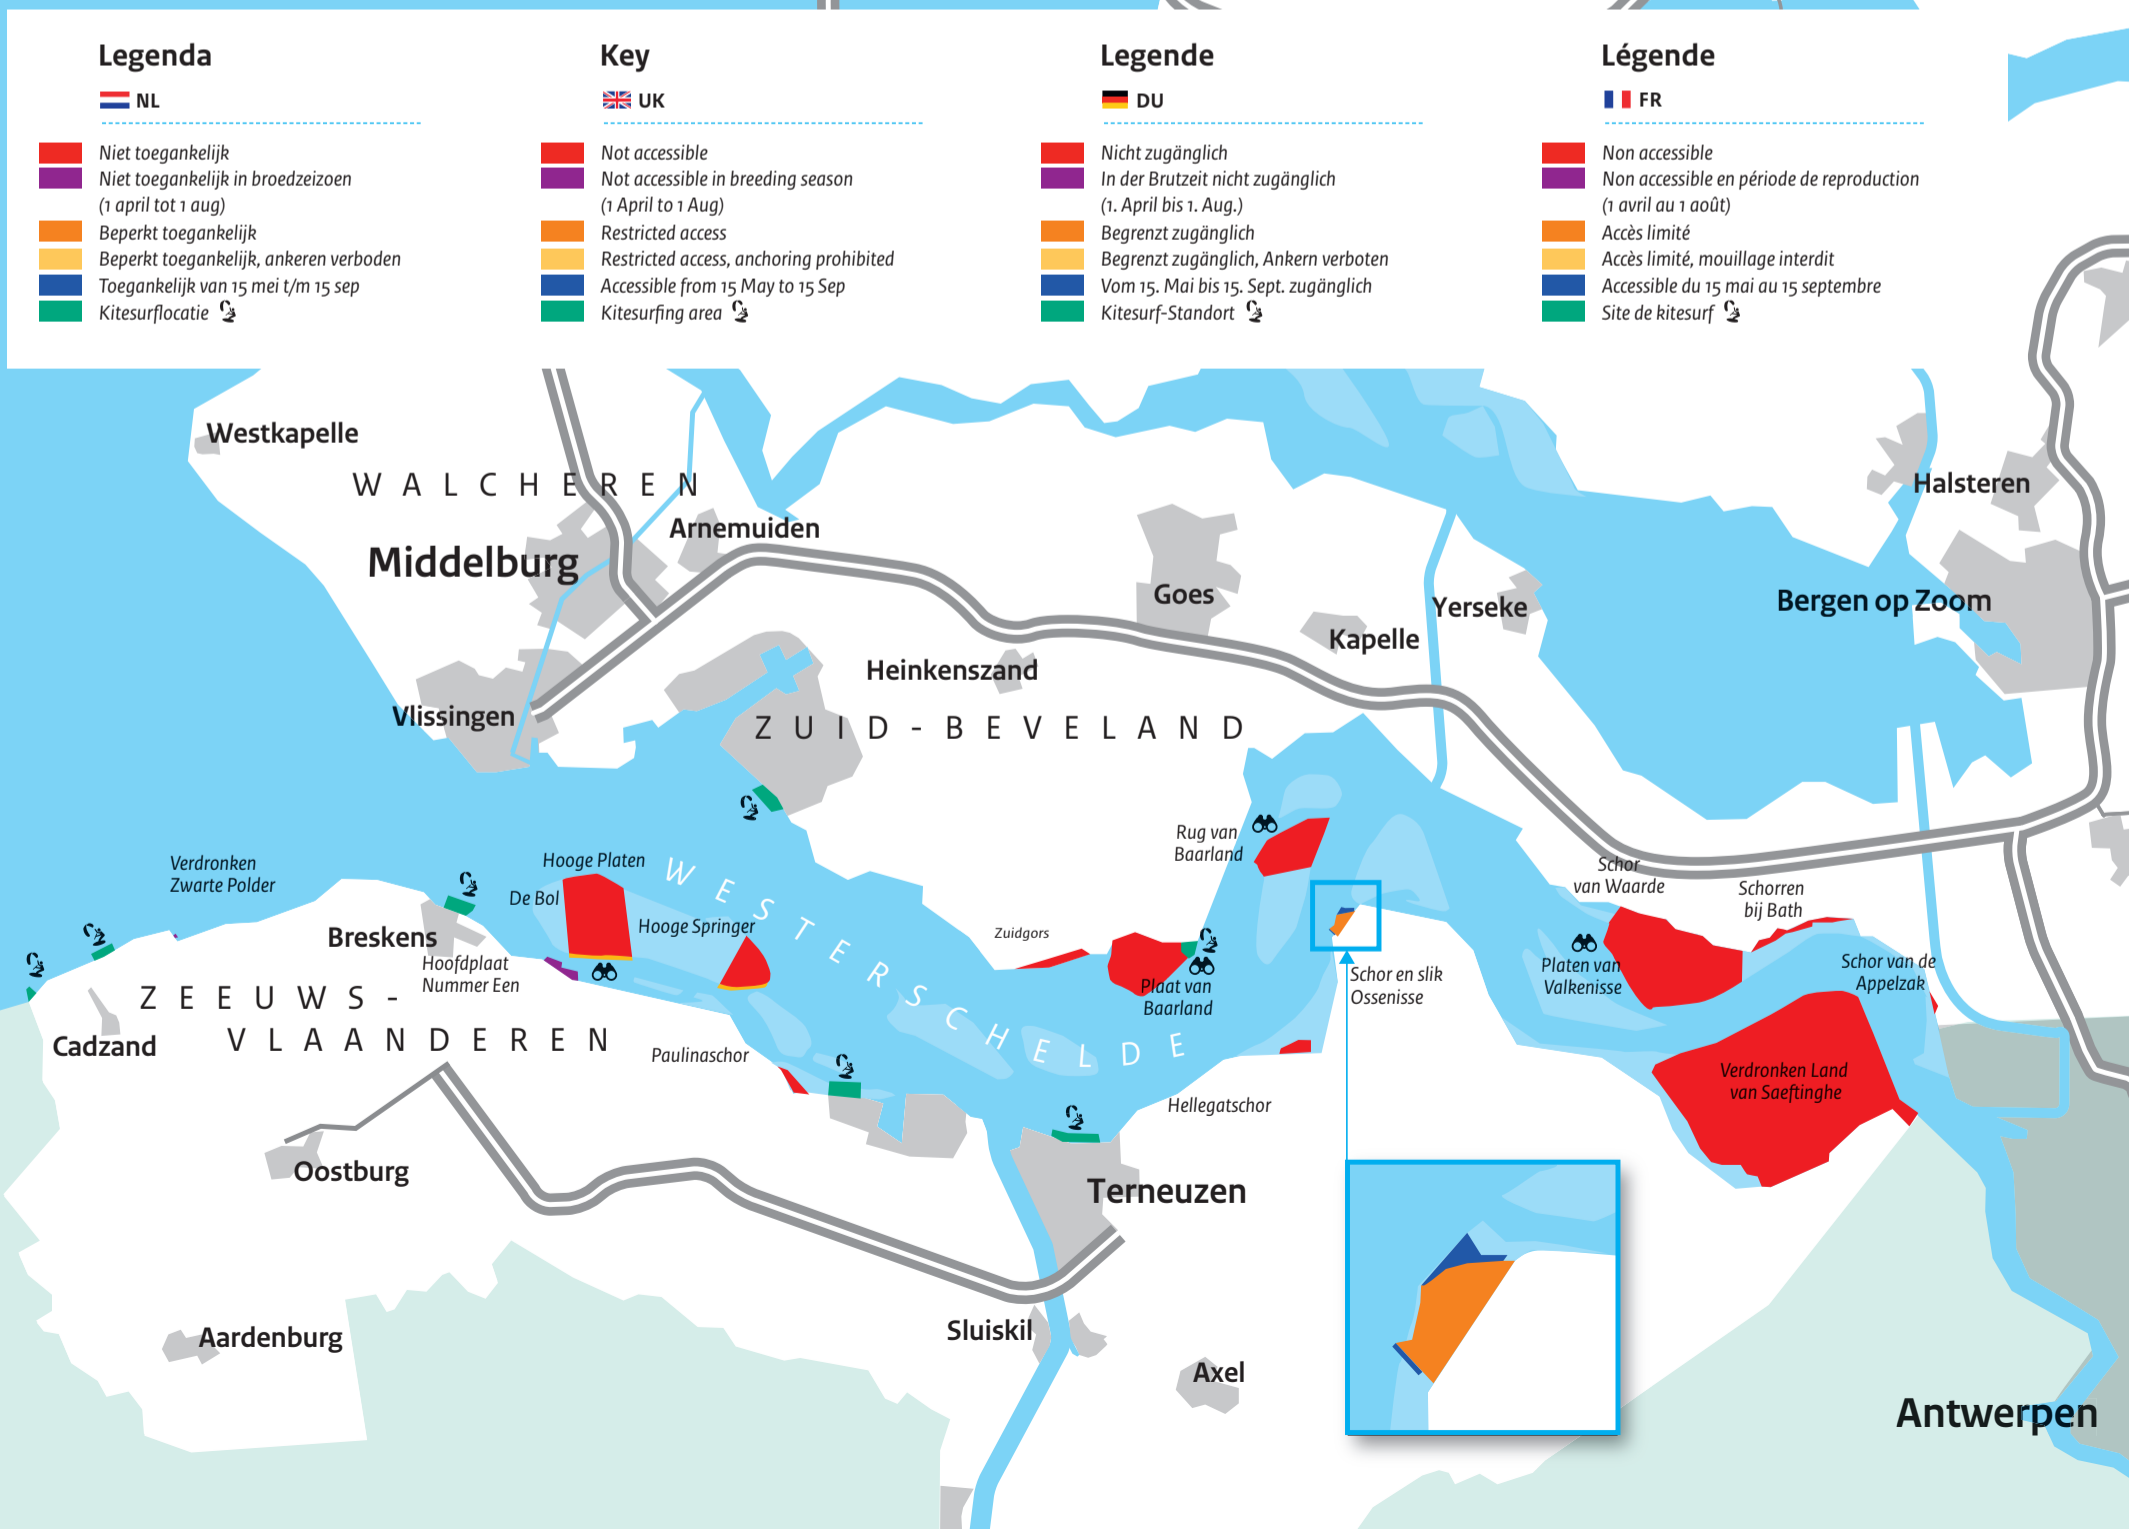 Legenda
NL
Niet toegankelijk
Niet toegankelijk in broedzeizoen
(1 april tot 1 aug)
Beperkt toegankelijk
Beperkt toegankelijk, ankeren verboden
Toegankelijk van 15 mei t/m 15 sep
Kitesurflocatie
Key
UK
Not accessible
Not accessible in breeding season
(1 April to 1 Aug)
Restricted access
Restricted access, anchoring prohibited
Accessible from 15 May to 15 Sep
Kitesurfing area
Legende
DU
Nicht zugänglich
In der Brutzeit nicht zugänglich
(1. April bis 1. Aug.)
Begrenzt zugänglich
Begrenzt zugänglich, Ankern verboten
Vom 15. Mai bis 15. Sept. zugänglich
Kitesurf-Standort
Légende
FR
Non accessible
Non accessible en période de reproduction
(1 avril au 1 août)
Accès limité
Accès limité, mouillage interdit
Accessible du 15 mai au 15 septembre
Site de kitesurf
Westkapelle
WALCHEREN
Arnemuiden
Middelburg
Halsteren
Goes
Yerseke
Bergen op Zoom
Kapelle
Heinkenszand
Vlissingen
ZUID-BEVELAND
Rug van
Baarland
Verdronken
Zwarte Polder
Hooge Platen
De Bol
Hooge Springer
WESTERSCHELDE
Schor
van Waarde
Schorren
bij Bath
Breskens
Zuidgors
Hoofdplaat
Nummer Een
Platen van
Valkenisse
Schor van de
Appelzak
Schor en slik
Ossenisse
Plaat van
Baarland
ZEEUWS-
VLAANDEREN
Cadzand
Paulinaschor
Verdronken Land
van Saeftinghe
Hellegatschor
Oostburg
Terneuzen
Aardenburg
Sluiskil
Axel
Antwerpen